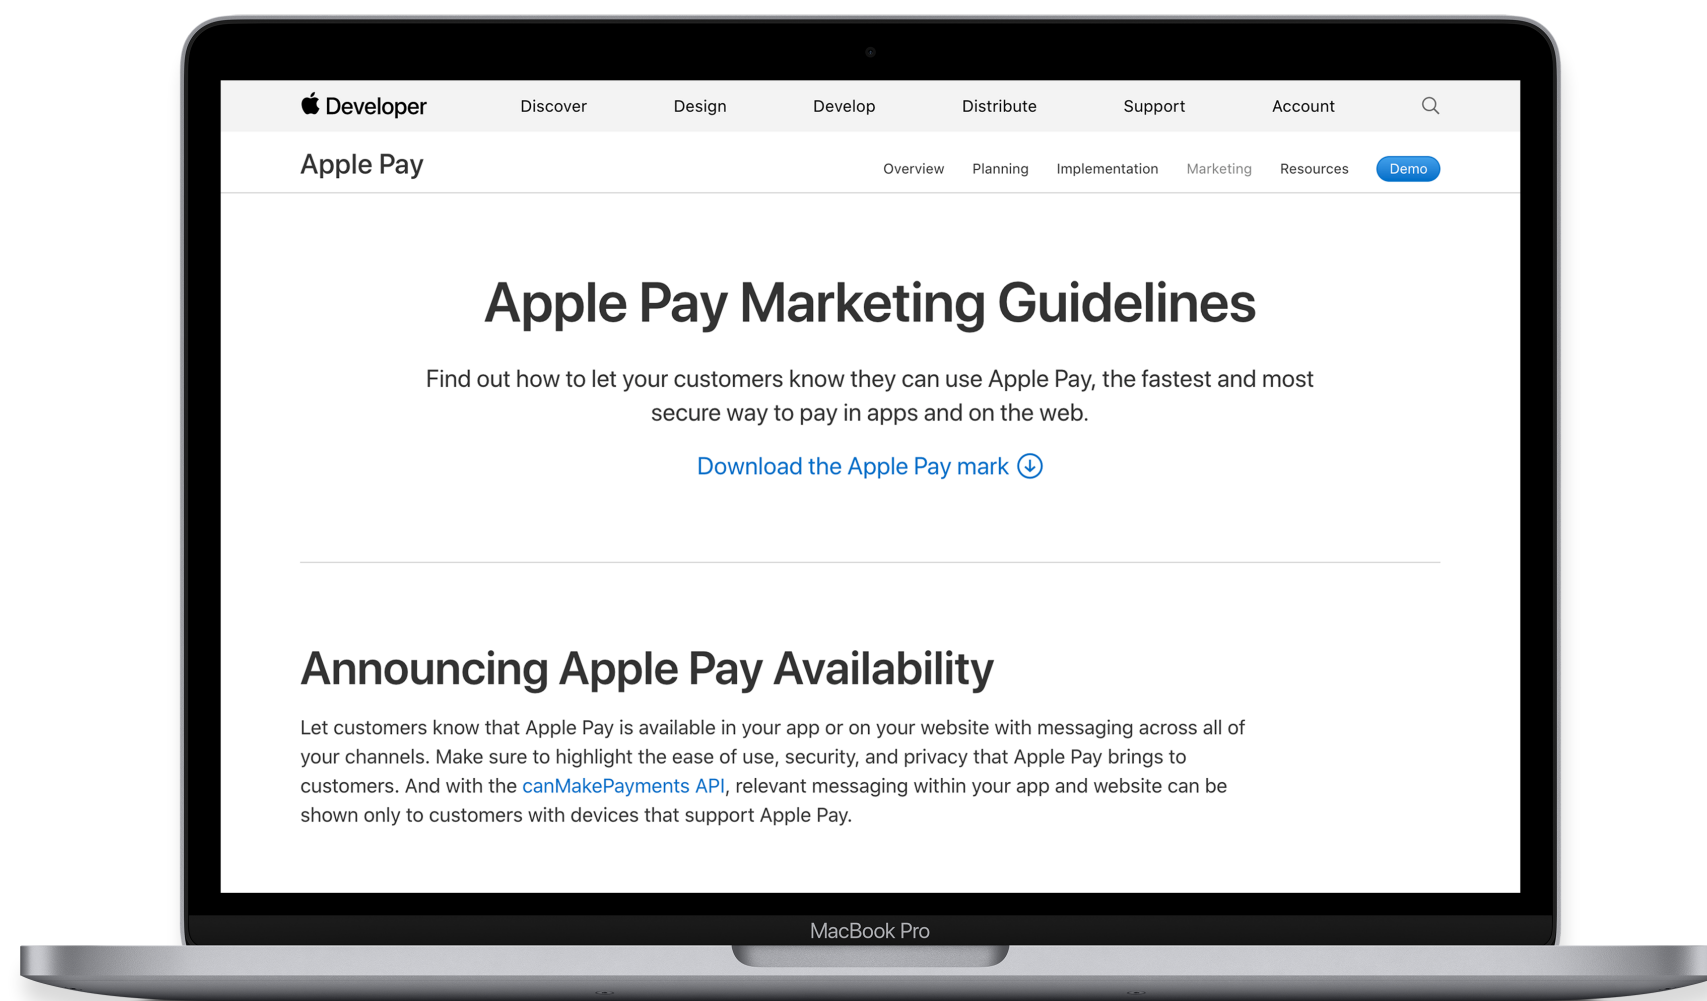 Developer
Discover
Design
Develop
Distribute
Support
Account
Apple Pay
Overview
Planning
Implementation
Marketing
Resources
Demo
Apple Pay Marketing Guidelines
Find out how to let your customers know they can use Apple Pay, the fastest and most
secure way to pay in apps and on the web.
Download the Apple Pay mark
Announcing Apple Pay Availability
Let customers know that Apple Pay is available in your app or on your website with messaging across all of
your channels. Make sure to highlight the ease of use, security, and privacy that Apple Pay brings to
customers. And with the canMakePayments API, relevant messaging within your app and website can be
shown only to customers with devices that support Apple Pay.
MacBook Pro